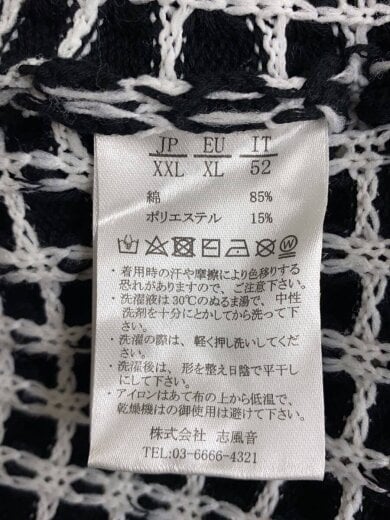 JP EU IT
XXL XL 52
綿 85%
ポリエステル 15%
・着用時の汗や摩擦により色移りする
恐れがありますので、ご注意下さい。
・洗濯液は30℃のぬるま湯で、中性
洗剤を十分にとかしてから洗って下
さい。
・洗濯の際は、軽く押し洗いしてくだ
さい。
・洗濯後は、形を整え日陰で平干し
にして下さい。
・アイロンはあて布の上から低温で、
乾燥機はの御使用は避けて下さい。
株式会社 志風音
TEL:03-6666-4321